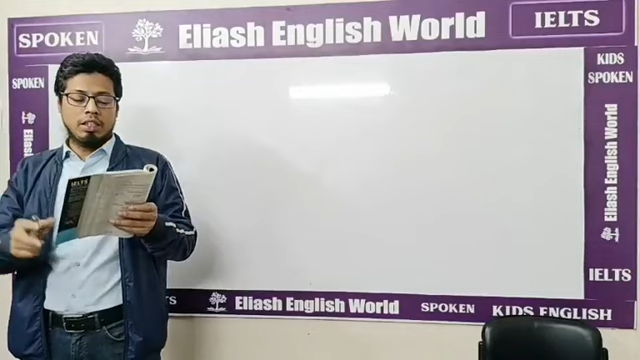 SPOKEN
Eliash English World
IELTS
SPOKEN
KIDS
SPOKEN
Eliash English World
IELTS
IELTS
Eliash English World
SPOKEN
KIDS ENGLISH